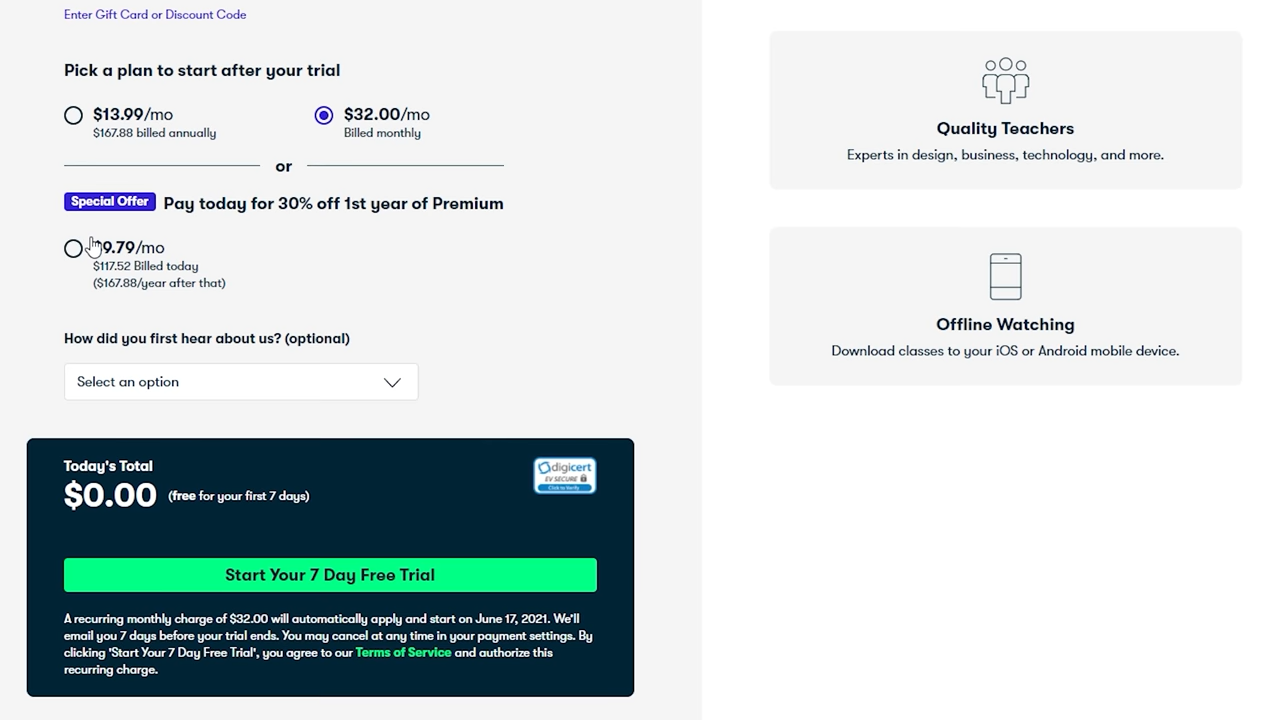 Enter Gift Card or Discount Code
Pick a plan to start after your trial
$13.99/mo
$167.88 billed annually
$32.00/mo
Billed monthly
or
Special Offer Pay today for 30% off 1st year of Premium
9.79/mo
$117.52 Billed today
($167.88/year after that)
How did you first hear about us? (optional)
Select an option
Today's Total
$0.00 (free for your first 7 days)
digicert
EV SECURE
Click to Verify
Start Your 7 Day Free Trial
A recurring monthly charge of $32.00 will automatically apply and start on June 17, 2021. We'll
email you 7 days before your trial ends. You may cancel at any time in your payment settings. By
clicking 'Start Your 7 Day Free Trial', you agree to our Terms of Service and authorize this
recurring charge.
Quality Teachers
Experts in design, business, technology, and more.
Offline Watching
Download classes to your iOS or Android mobile device.